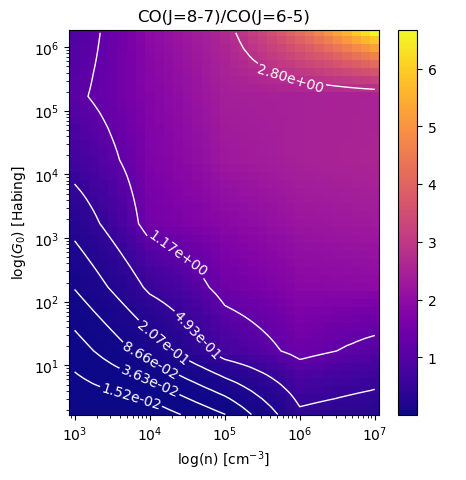 CO(J=8-7)/CO(J=6-5)
log(G₀) [Habing]
10⁶
10⁵
10⁴
10³
10²
10¹
2.80e+00
1.17e+00
4.93e-01
2.07e-01
8.66e-02
3.63e-02
1.52e-02
10³ 10⁴ 10⁵ 10⁶ 10⁷
log(n) [cm⁻³]
6
5
4
3
2
1